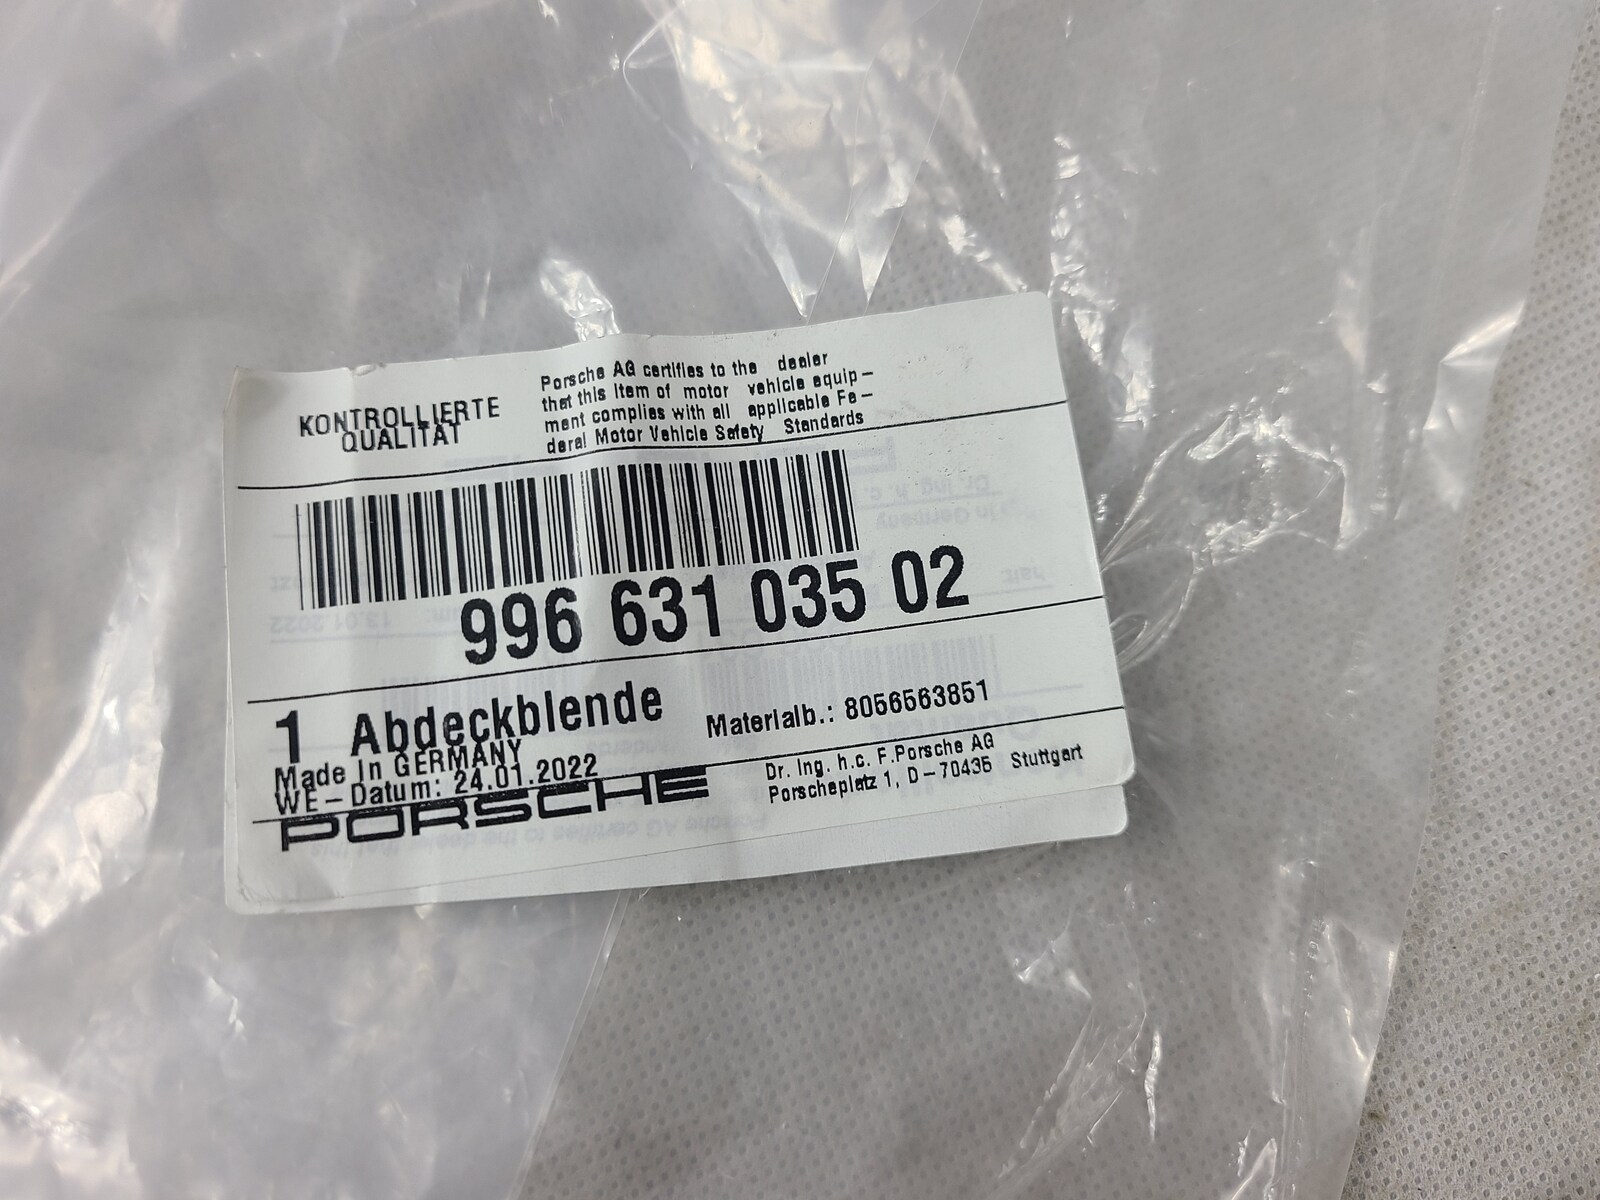 KONTROLLIERTE
QUALITÄT
Porsche AG certifies to the dealer
that this item of motor vehicle equip-
ment complies with all applicable Fe-
deral Motor Vehicle Safety Standards
996 631 035 02
1 Abdeckblende
Materialb.: 8056563851
Made in GERMANY
WE-Datum: 24.01.2022
PORSCHE
Dr. Ing. h.c. F.Porsche AG
Porscheplatz 1, D-70435 Stuttgart